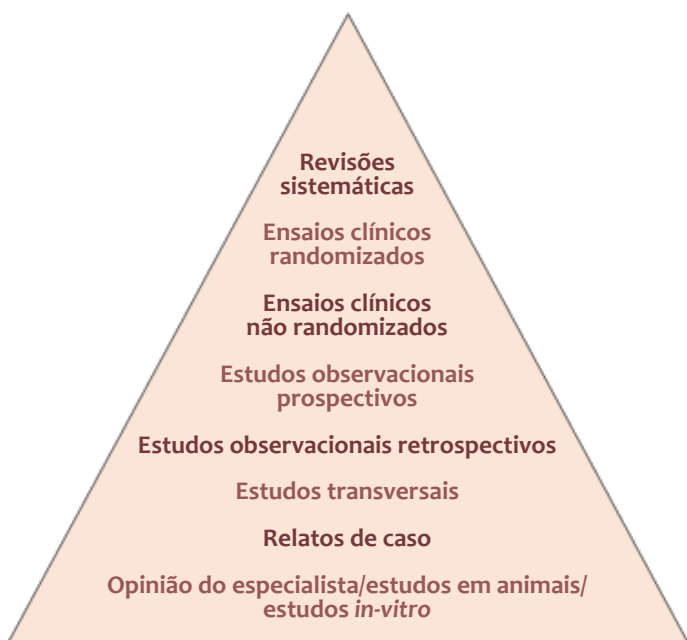 Revisões
sistemáticas
Ensaios clínicos
randomizados
Ensaios clínicos
não randomizados
Estudos observacionais
prospectivos
Estudos observacionais retrospectivos
Estudos transversais
Relatos de caso
Opinião do especialista/estudos em animais/
estudos in-vitro